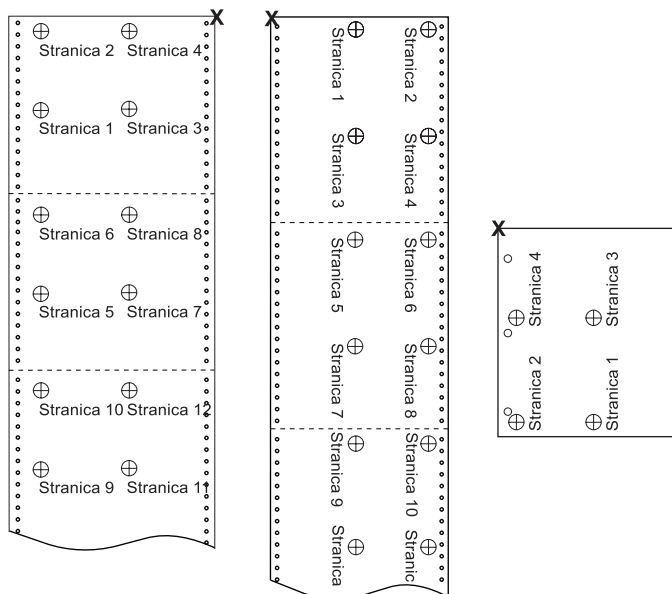 X
Stranica 2 Stranica 4
Stranica 1 Stranica 3
Stranica 6 Stranica 8
Stranica 5 Stranica 7
Stranica 10 Stranica 12
Stranica 9 Stranica 11
X
Stranica 1
Stranica 2
Stranica 3
Stranica 4
Stranica 5
Stranica 6
Stranica 7
Stranica 8
Stranica 9
Stranica 10
Stranica
Stranic
X
Stranica 4
Stranica 3
Stranica 2
Stranica 1